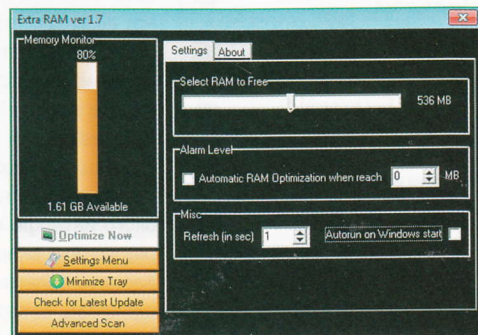 Extra RAM ver 1.7
Memory Monitor
80%
1.61 GB Available
Optimize Now
Settings Menu
Minimize Tray
Check for Latest Update
Advanced Scan
Settings
About
Select RAM to Free
536 MB
Alarm Level
Automatic RAM Optimization when reach
0
MB
Misc
Refresh (in sec)
1
Autorun on Windows start